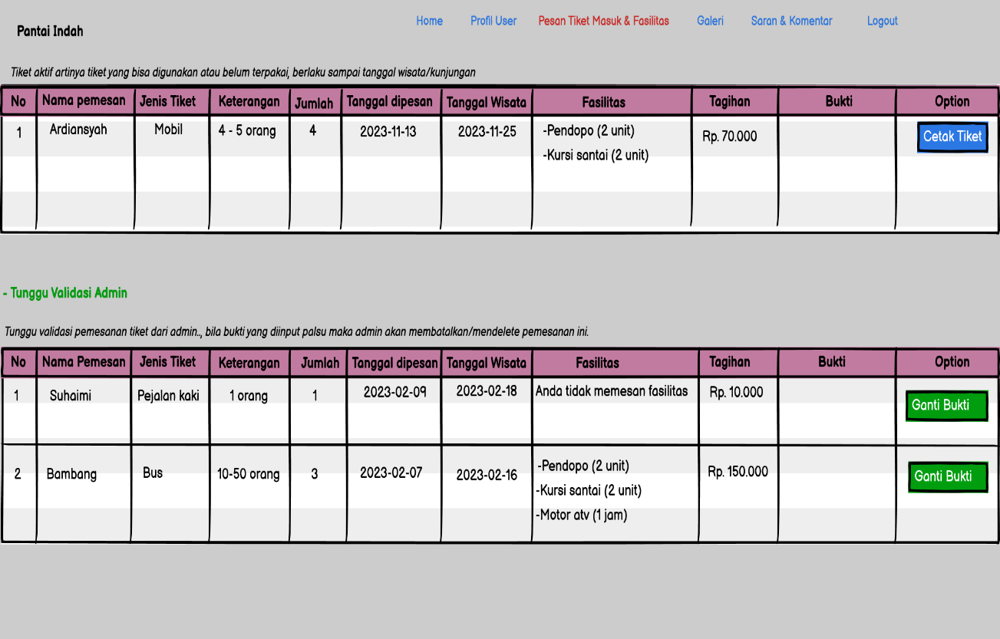 Pantai Indah
Home Profil User Pesan Tiket Masuk & Fasilitas Galeri Saran & Komentar Logout
Tiket aktif artinya tiket yang bisa digunakan atau belum terpakai, berlaku sampai tanggal wisata/kunjungan
No Nama pemesan Jenis Tiket Keterangan Jumlah Tanggal dipesan Tanggal Wisata Fasilitas Tagihan Bukti Option
1 Ardiansyah Mobil 4 - 5 orang 4 2023-11-13 2023-11-25 -Pendopo (2 unit) Rp. 70.000 Cetak Tiket
-Kursi santai (2 unit)
- Tunggu Validasi Admin
Tunggu validasi pemesanan tiket dari admin.., bila bukti yang diinput palsu maka admin akan membatalkan/mendelete pemesanan ini.
No Nama Pemesan Jenis Tiket Keterangan Jumlah Tanggal dipesan Tanggal Wisata Fasilitas Tagihan Bukti Option
1 Suhaimi Pejalan kaki 1 orang 1 2023-02-09 2023-02-18 Anda tidak memesan fasilitas Rp. 10.000 Ganti Bukti
2 Bambang Bus 10-50 orang 3 2023-02-07 2023-02-16 -Pendopo (2 unit) Rp. 150.000 Ganti Bukti
-Kursi santai (2 unit)
-Motor atv (1 jam)